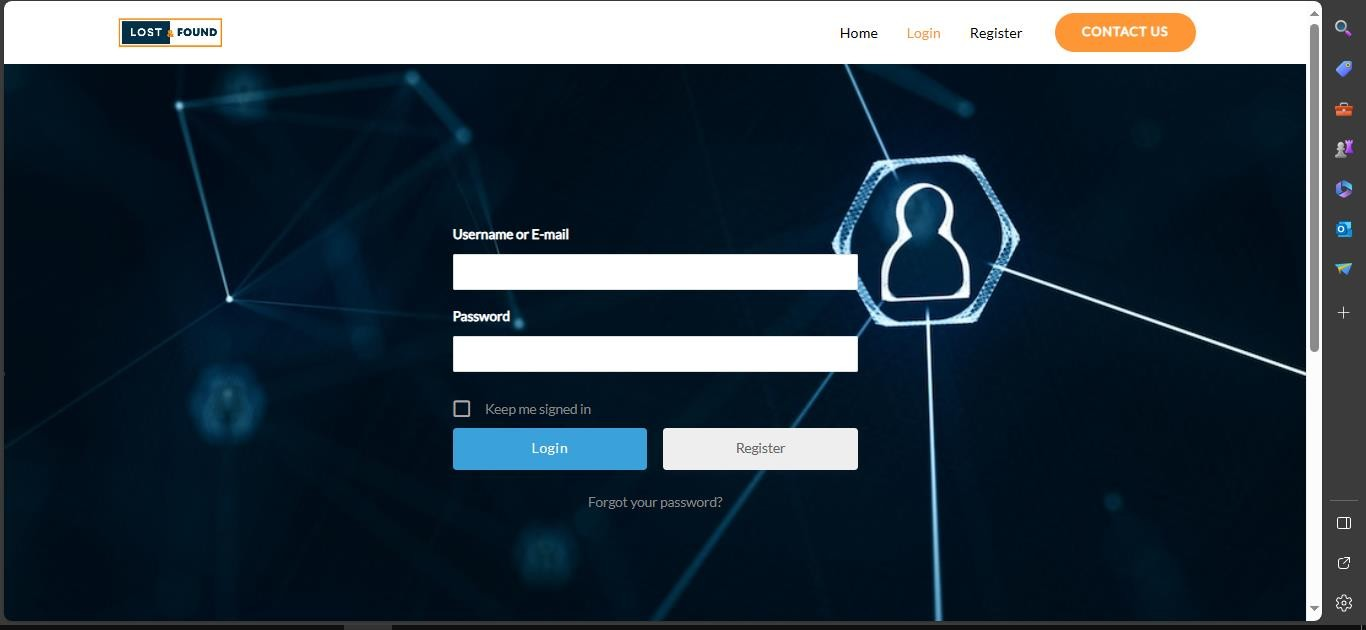 LOST & FOUND
Home Login Register CONTACT US
Username or E-mail
Password
Keep me signed in
Login Register
Forgot your password?